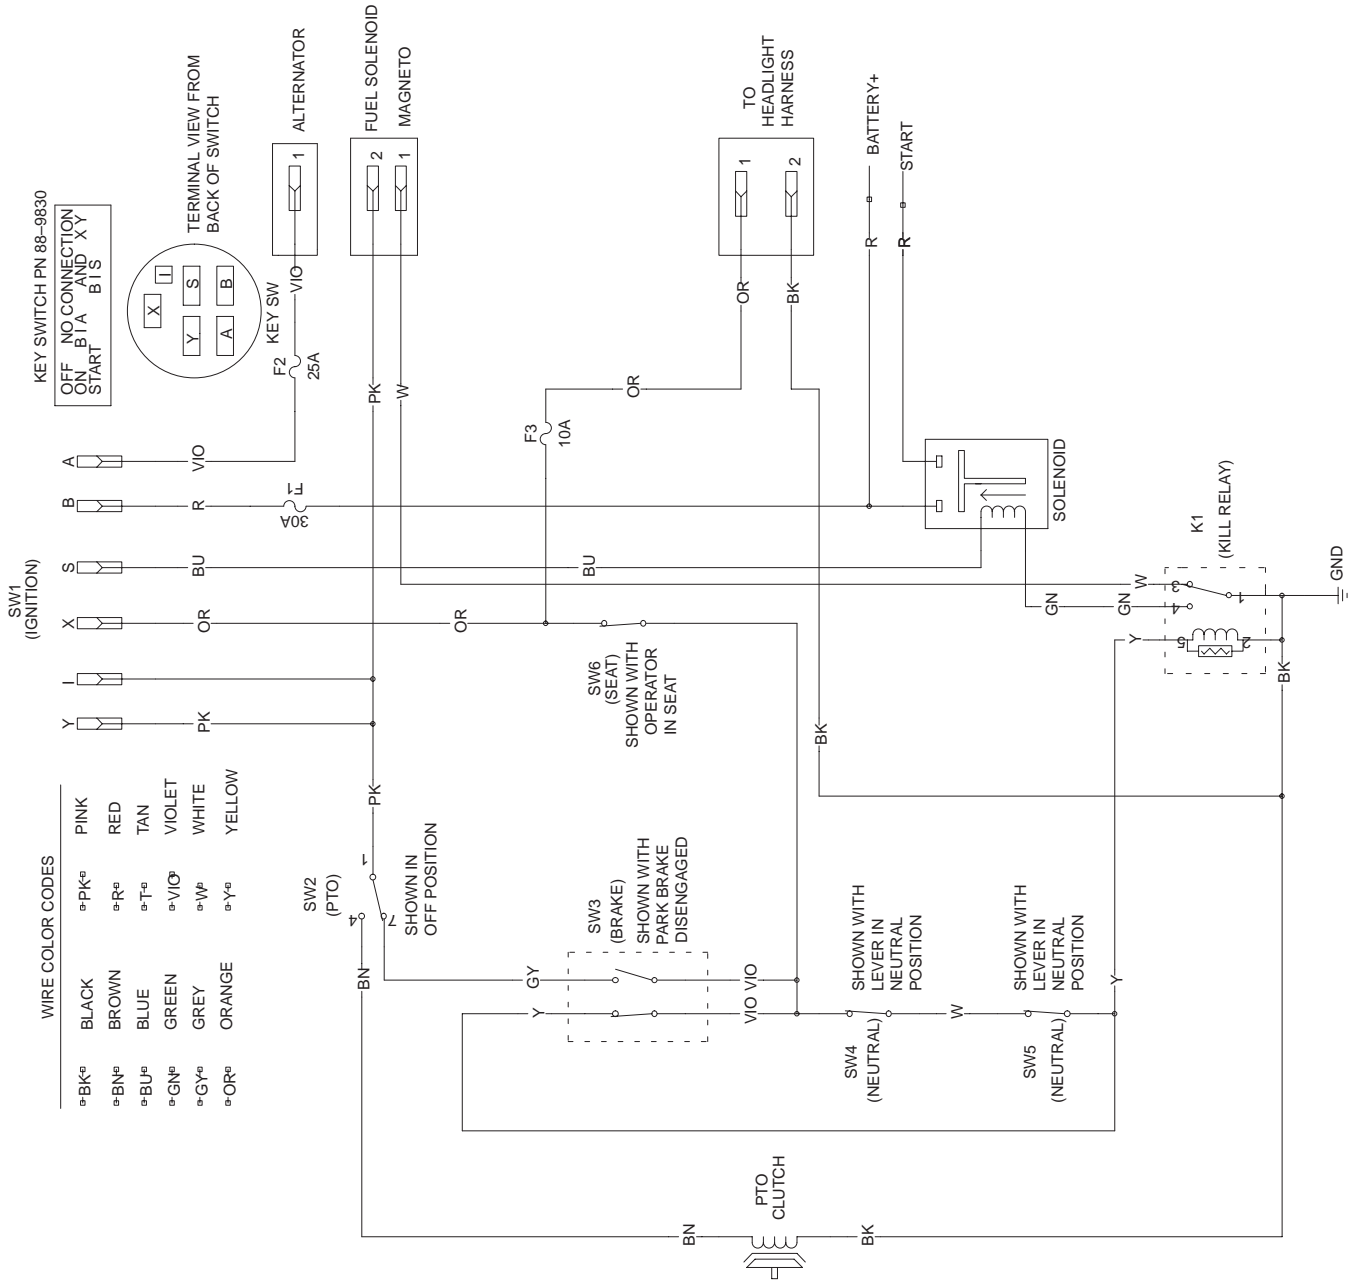 KEY SWITCH PN 88–9830
OFF NO CONNECTION
ON B I A AND X Y
START B I S
TERMINAL VIEW FROM
BACK OF SWITCH
X
I
Y
S
A
B
KEY SW
ALTERNATOR
1
VIO
F2
25A
FUEL SOLENOID
MAGNETO
2
1
PK
W
TO
HEADLIGHT
HARNESS
1
2
OR
BK
BATTERY+
START
R
R
SW1
(IGNITION)
A
B
S
X
I
Y
VIO
R
BU
OR
PK
F1
30A
F3
10A
OR
BU
OR
SOLENOID
K1
(KILL RELAY)
W
GN
GN
3
4
1
5
2
Y
BK
GND
SW6
(SEAT)
SHOWN WITH
OPERATOR
IN SEAT
BK
PK
WIRE COLOR CODES
BK BLACK PK PINK
BN BROWN R RED
BU BLUE T TAN
GN GREEN VIO VIOLET
GY GREY W WHITE
OR ORANGE Y YELLOW
SW2
(PTO)
1
4
7
SHOWN IN
OFF POSITION
BN
GY
Y
SW3
(BRAKE)
SHOWN WITH
PARK BRAKE
DISENGAGED
VIO
VIO
SHOWN WITH
LEVER IN
NEUTRAL
POSITION
SW4
(NEUTRAL)
W
SHOWN WITH
LEVER IN
NEUTRAL
POSITION
SW5
(NEUTRAL)
Y
BN
PTO
CLUTCH
BK